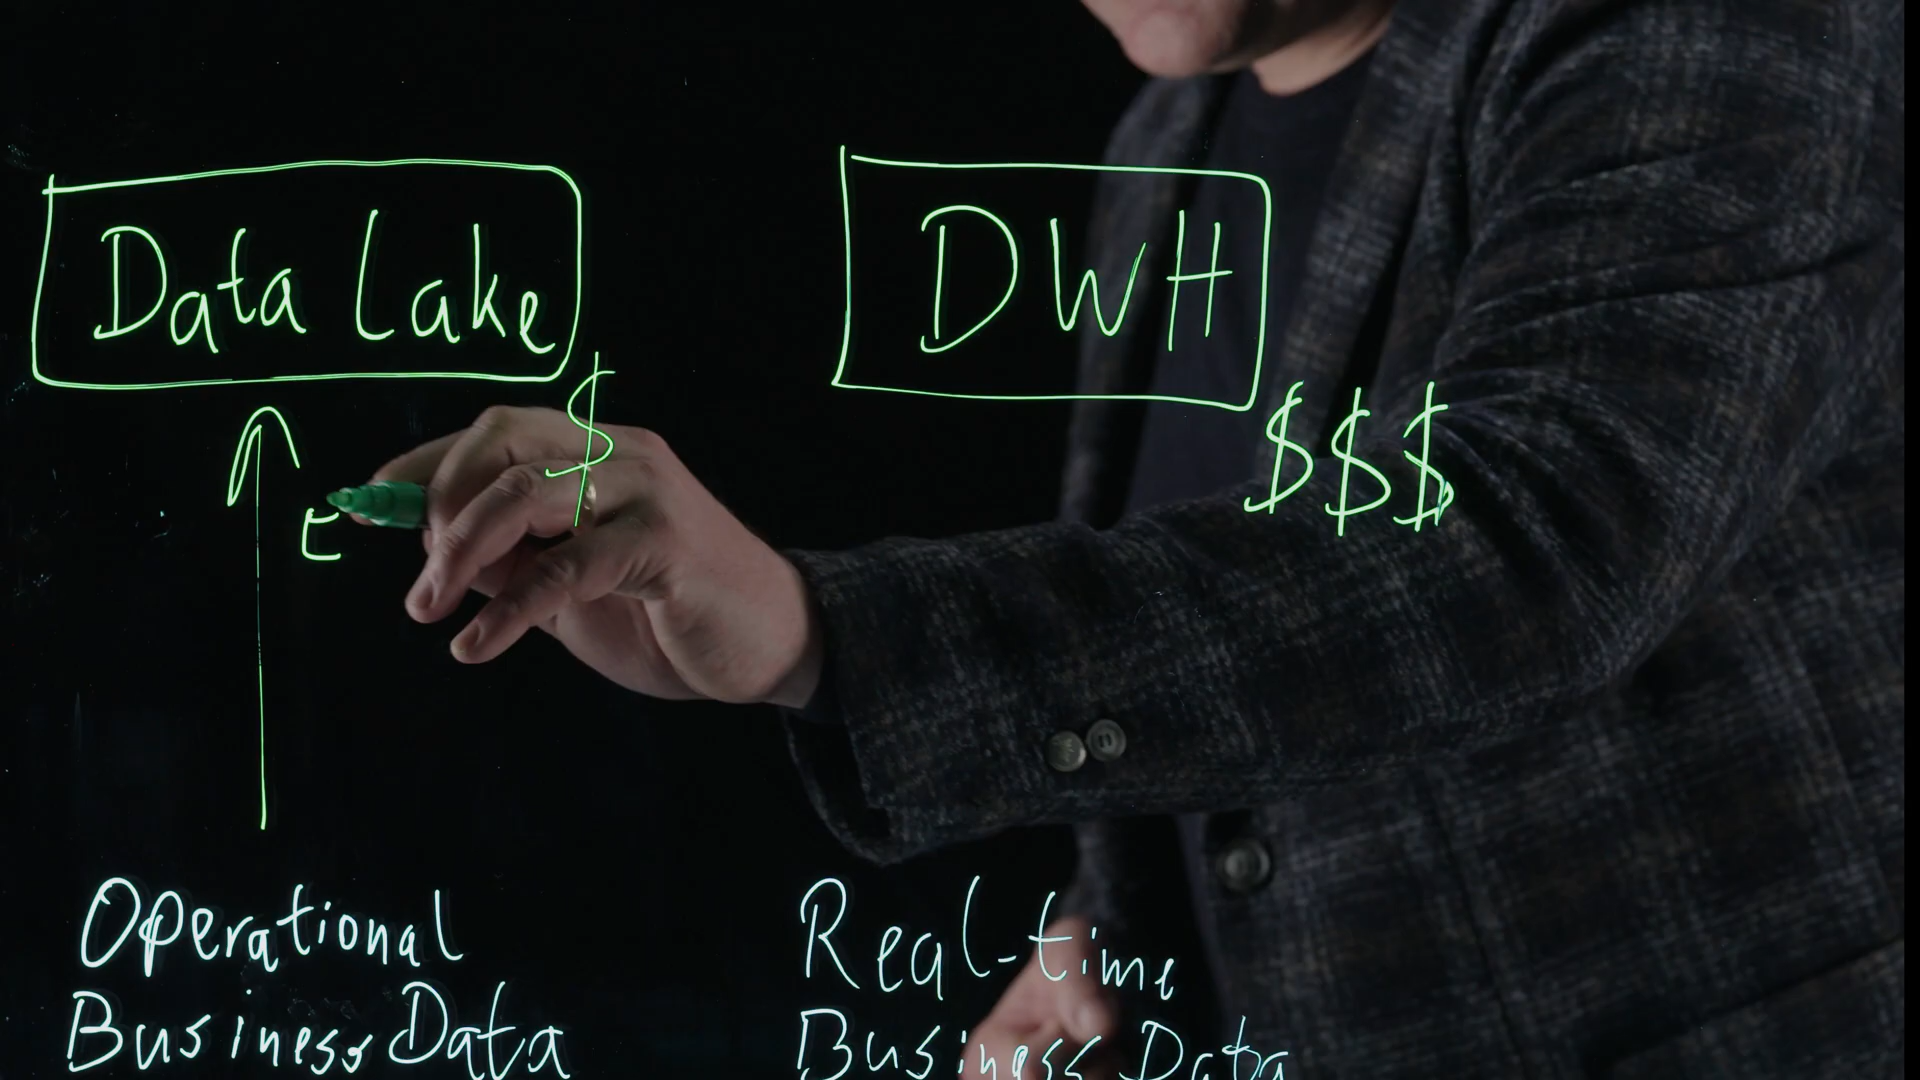 Data Lake
$
DWH
$$$
E
Operational
Business Data
Real-time
Business Data